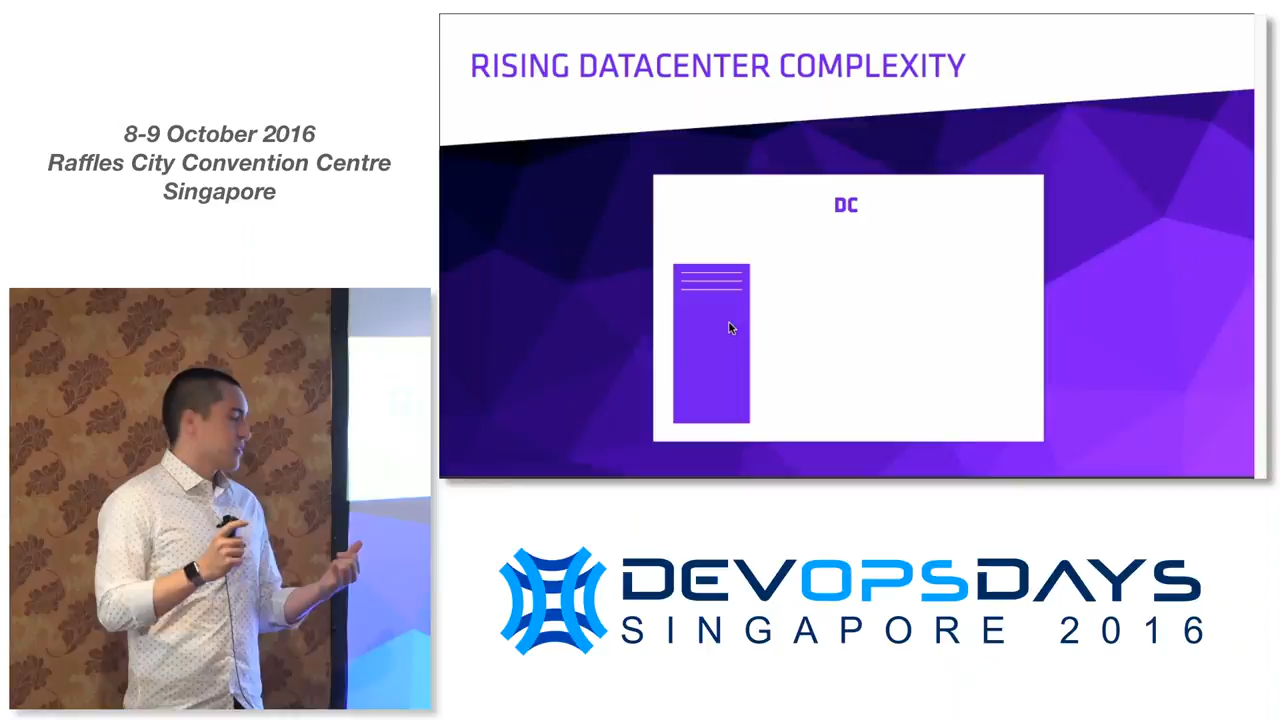 8-9 October 2016
Raffles City Convention Centre
Singapore
RISING DATACENTER COMPLEXITY
DC
DEVOPSDAYS
SINGAPORE 2016